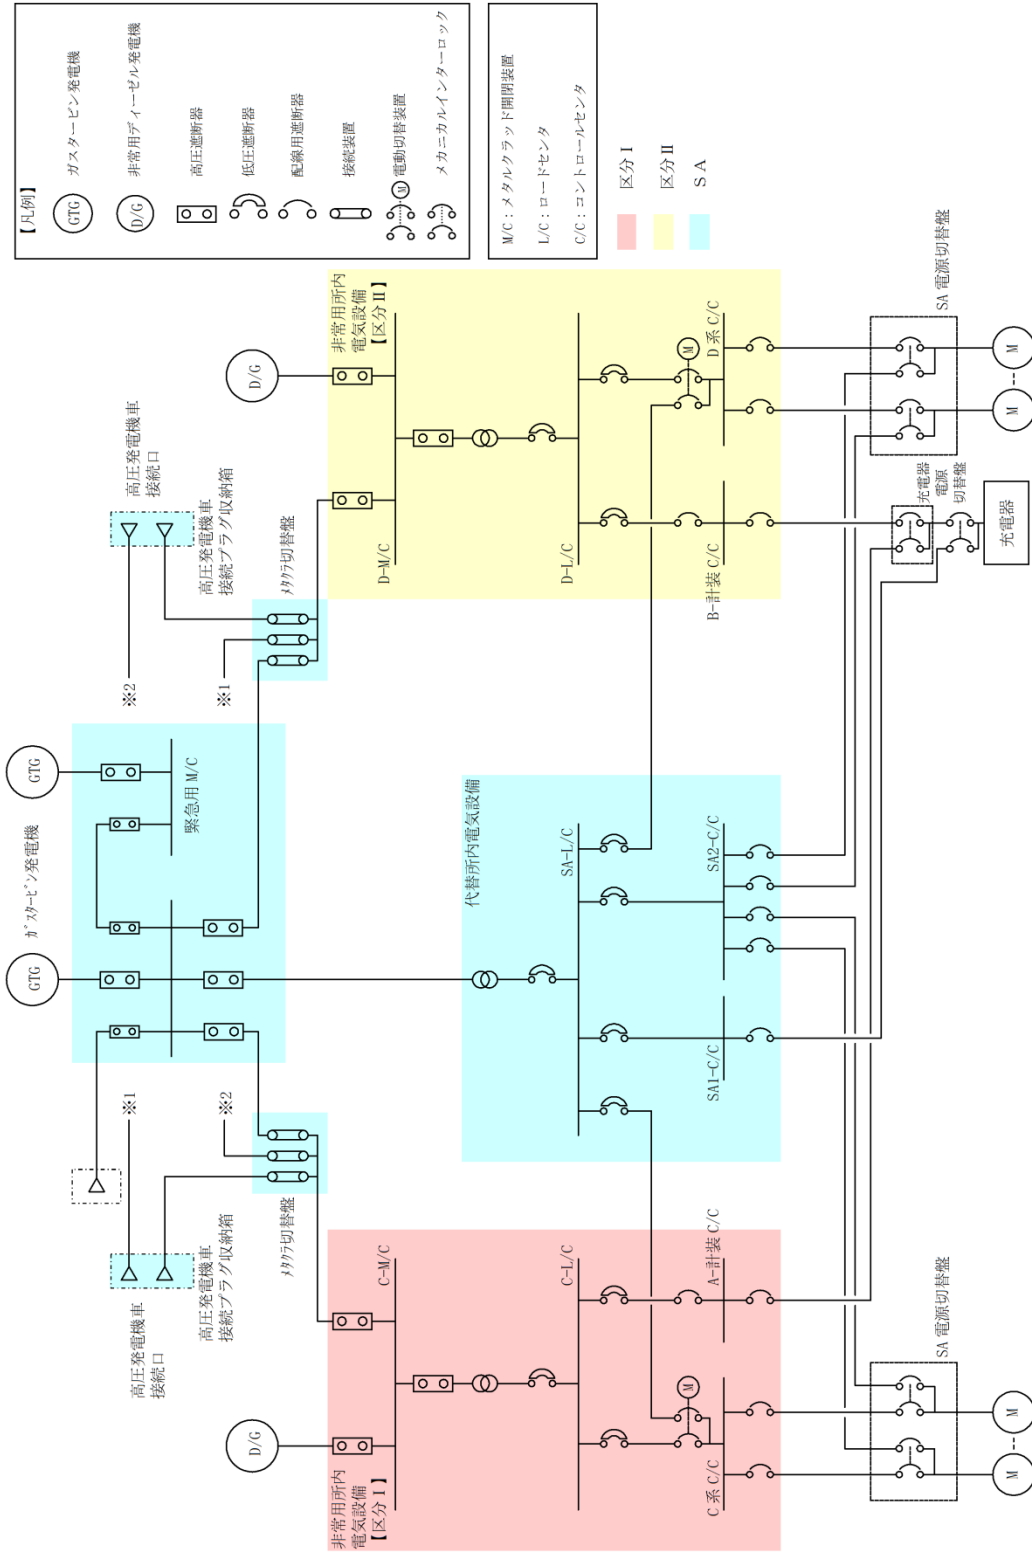 【凡例】
GTG
ガスタービン発電機
D/G
非常用ディーゼル発電機
高圧遮断器
低圧遮断器
配線用遮断器
接続装置
M
電動切替装置
メカニカルインターロック
M/C：メタルクラッド開閉装置
L/C：ロードセンタ
C/C：コントロールセンタ
区分Ⅰ
区分Ⅱ
ＳＡ
ガスタービン発電機
GTG
GTG
緊急用 M/C
※1
※2
高圧発電機車
接続口
高圧発電機車
接続プラグ収納箱
メタクラ切替盤
※2
※1
高圧発電機車
接続口
高圧発電機車
接続プラグ収納箱
メタクラ切替盤
D/G
非常用所内
電気設備
【区分Ⅰ】
C-M/C
C-L/C
M
C 系 C/C
A-計装 C/C
代替所内電気設備
SA-L/C
SA1-C/C
SA2-C/C
D/G
非常用所内
電気設備
【区分Ⅱ】
D-M/C
D-L/C
M
B-計装 C/C
D 系 C/C
SA 電源切替盤
M
M
充電器
電源
切替盤
充電器
SA 電源切替盤
M
M